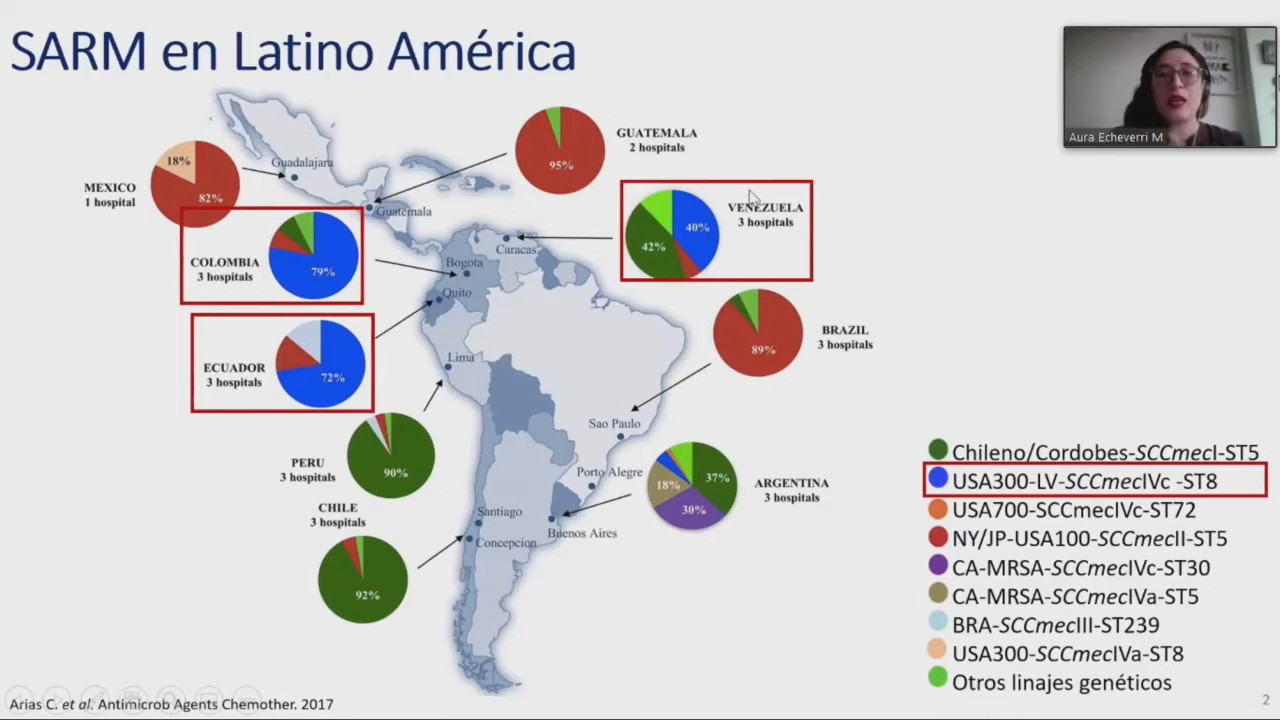 SARM en Latino América
Aura Echeverri M
GUATEMALA
2 hospitals
95%
18%
82%
MEXICO
1 hospital
Guadalajara
Guatemala
VENEZUELA
3 hospitals
40%
42%
Caracas
COLOMBIA
3 hospitals
79%
Bogota
Quito
ECUADOR
3 hospitals
72%
BRAZIL
3 hospitals
89%
Lima
PERU
3 hospitals
90%
Sao Paulo
Porto Alegre
18%
37%
30%
ARGENTINA
3 hospitals
CHILE
3 hospitals
92%
Santiago
Concepcion
Buenos Aires
Chileno/Cordobes-SCCmecI-ST5
USA300-LV-SCCmecIVc -ST8
USA700-SCCmecIVc-ST72
NY/JP-USA100-SCCmecII-ST5
CA-MRSA-SCCmecIVc-ST30
CA-MRSA-SCCmecIVa-ST5
BRA-SCCmecIII-ST239
USA300-SCCmecIVa-ST8
Otros linajes genéticos
Arias C. et al. Antimicrob Agents Chemother. 2017
2